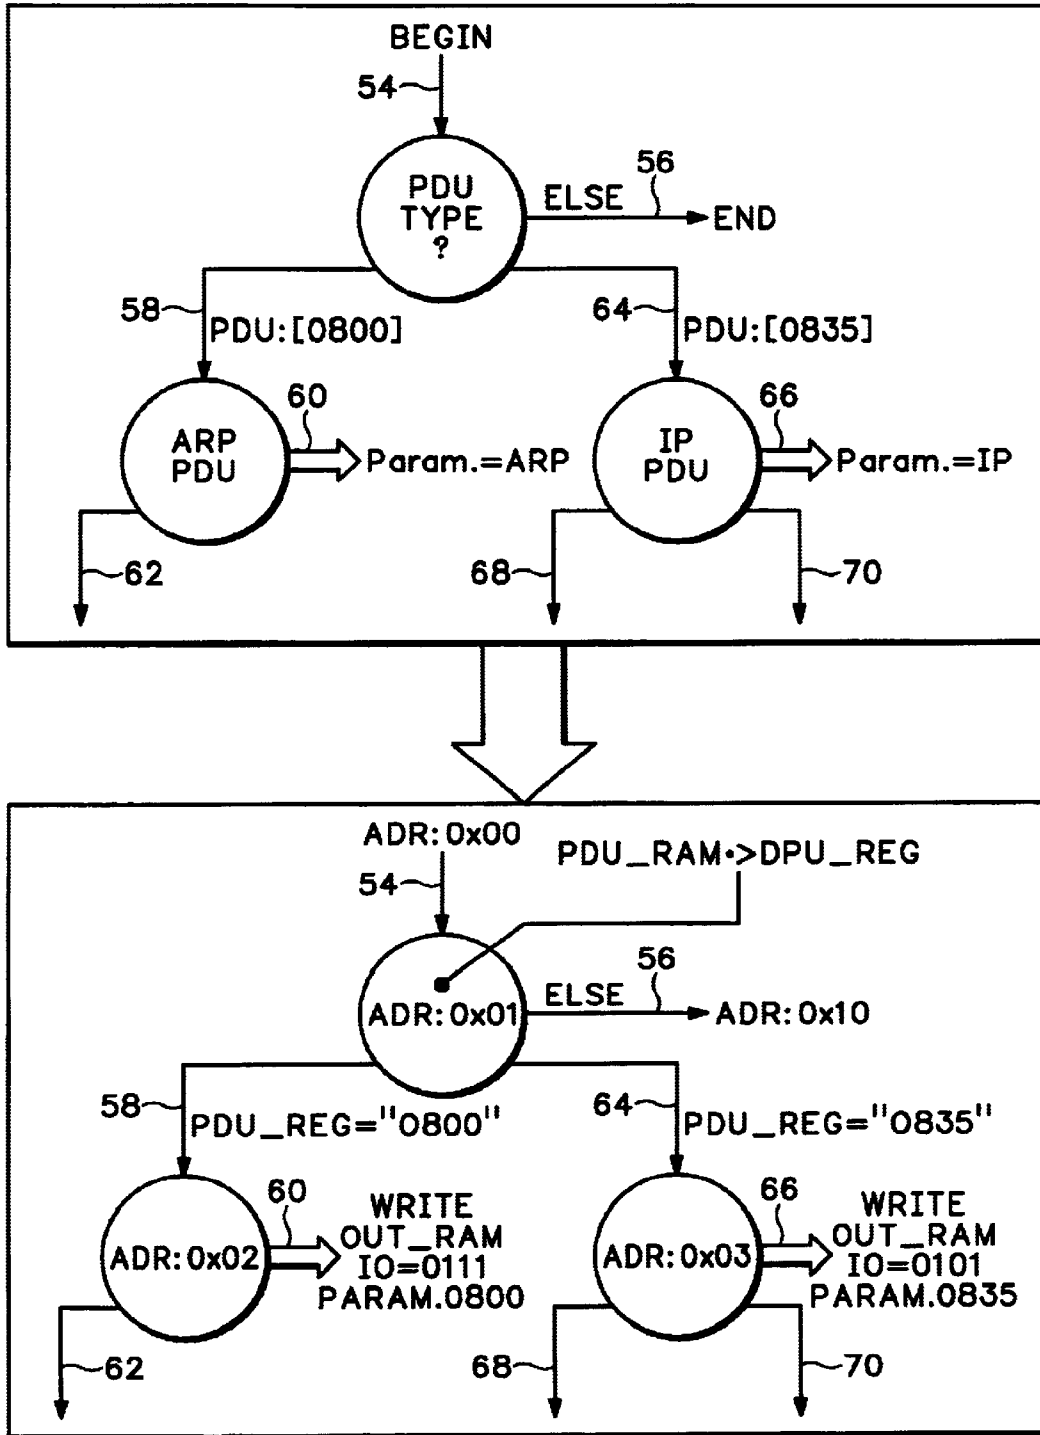 BEGIN
54
PDU
TYPE
?
ELSE
56
END
58
PDU:[0800]
64
PDU:[0835]
ARP
PDU
60
Param.=ARP
IP
PDU
66
Param.=IP
62
68
70
ADR:0x00
PDU_RAM->DPU_REG
54
ADR:0x01
ELSE
56
ADR:0x10
58
PDU_REG="0800"
64
PDU_REG="0835"
ADR:0x02
60
WRITE
OUT_RAM
IO=0111
PARAM.0800
ADR:0x03
66
WRITE
OUT_RAM
IO=0101
PARAM.0835
62
68
70